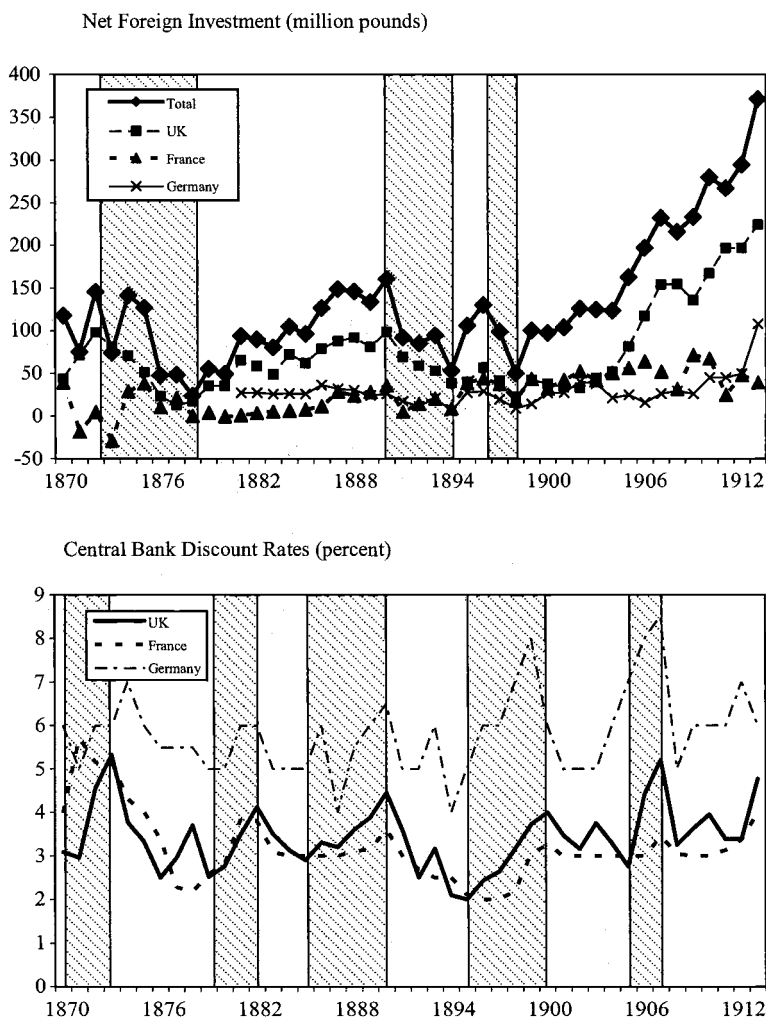 Net Foreign Investment (million pounds)
400
350
300
250
200
150
100
50
0
-50
Total
UK
France
Germany
1870 1876 1882 1888 1894 1900 1906 1912
Central Bank Discount Rates (percent)
9
8
7
6
5
4
3
2
1
0
UK
France
Germany
1870 1876 1882 1888 1894 1900 1906 1912